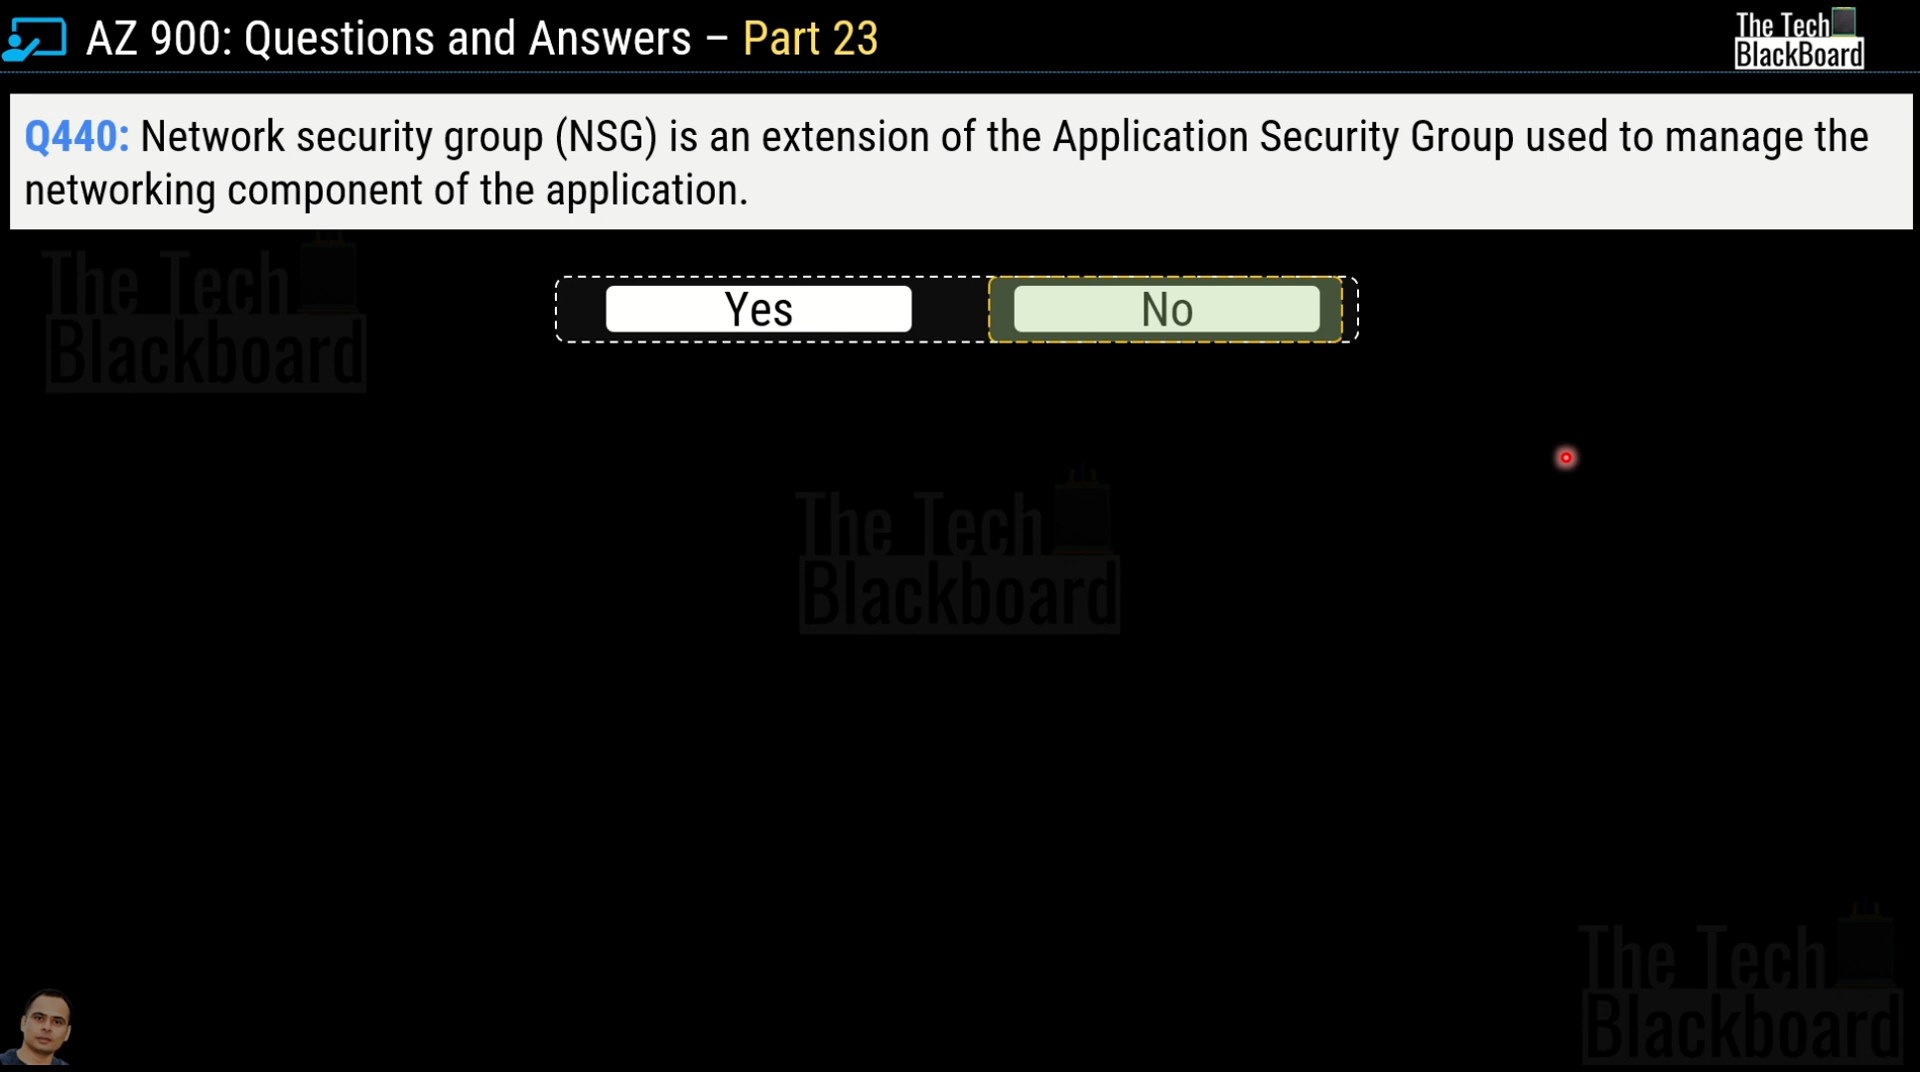 AZ 900: Questions and Answers – Part 23
The Tech
BlackBoard
Q440: Network security group (NSG) is an extension of the Application Security Group used to manage the
networking component of the application.
The Tech
Blackboard
Yes
No
The Tech
Blackboard
The Tech
Blackboard